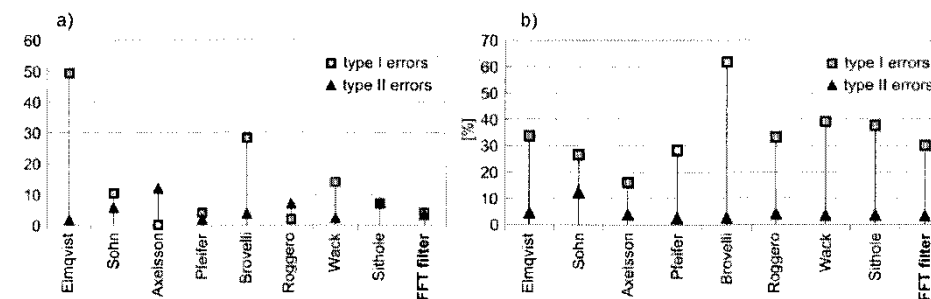 a)
60
50
40
30
20
10
0
type I errors
type II errors
Elmqvist
Sohn
Axelsson
Pfeifer
Brovelli
Roggero
Wack
Sithole
FFT filter
b)
70
60
50
40
30
20
10
0
[%]
type I errors
type II errors
Elmqvist
Sohn
Axelsson
Pfeifer
Brovelli
Roggero
Wack
Sithole
FFT filter